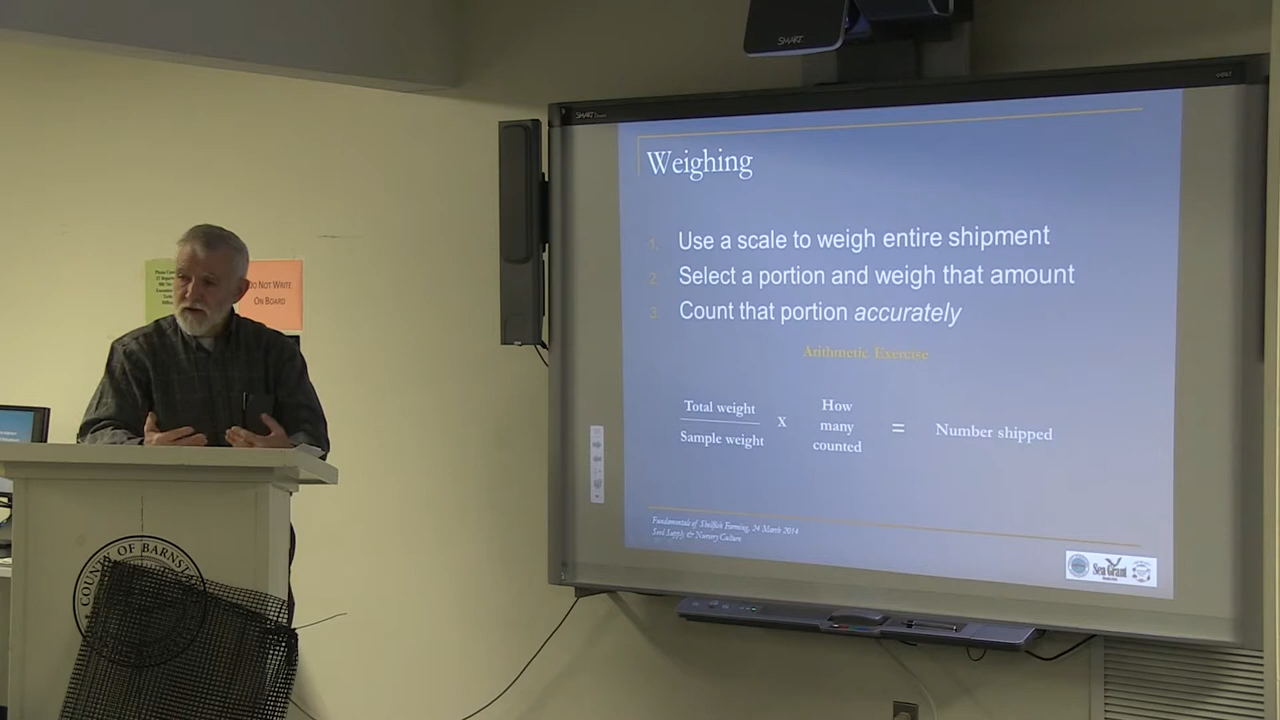 SMART
SMART
Weighing
1. Use a scale to weigh entire shipment
2. Select a portion and weigh that amount
3. Count that portion accurately
Arithmetic Exercise
Total weight
Sample weight
x
How
many
counted
=
Number shipped
Fundamentals of Shellfish Farming, 24 March 2014
Seed Supply & Nursery Culture
Sea Grant
DO NOT WRITE
ON BOARD
COUNTY OF BARNST